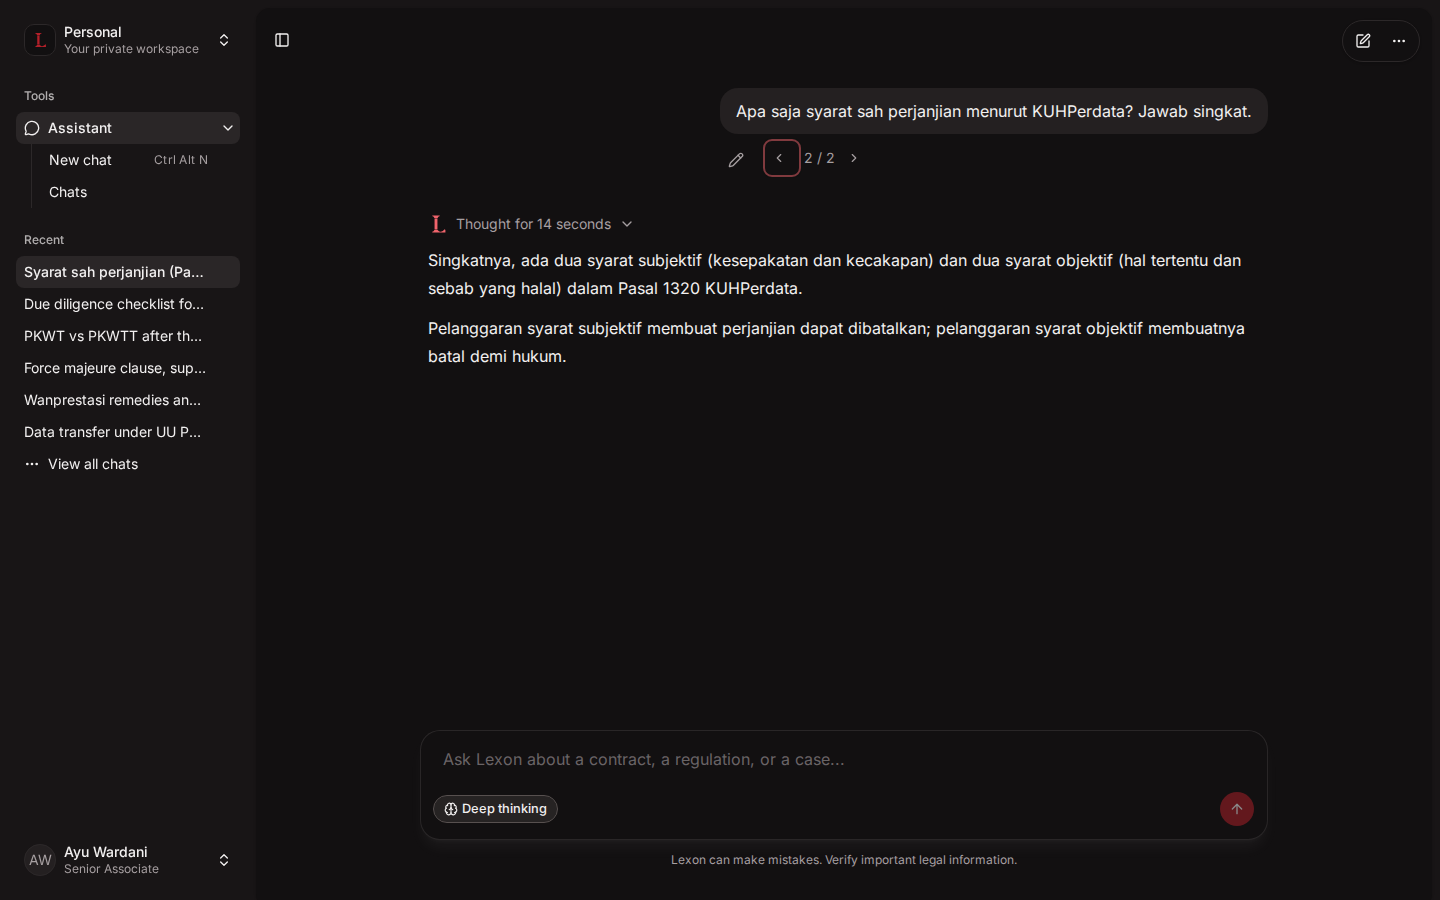 L
Personal
Your private workspace
Tools
Assistant
New chat
Ctrl Alt N
Chats
Recent
Syarat sah perjanjian (Pa...
Due diligence checklist fo...
PKWT vs PKWTT after th...
Force majeure clause, sup...
Wanprestasi remedies an...
Data transfer under UU P...
View all chats
AW
Ayu Wardani
Senior Associate
Apa saja syarat sah perjanjian menurut KUHPerdata? Jawab singkat.
2 / 2
L
Thought for 14 seconds
Singkatnya, ada dua syarat subjektif (kesepakatan dan kecakapan) dan dua syarat objektif (hal tertentu dan
sebab yang halal) dalam Pasal 1320 KUHPerdata.
Pelanggaran syarat subjektif membuat perjanjian dapat dibatalkan; pelanggaran syarat objektif membuatnya
batal demi hukum.
Ask Lexon about a contract, a regulation, or a case...
Deep thinking
Lexon can make mistakes. Verify important legal information.